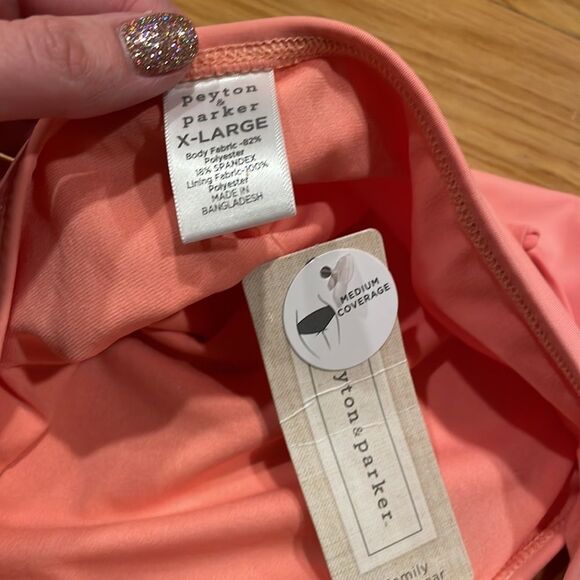 peyton
&
parker
X-LARGE
Body Fabric -82%
Polyester
18% SPANDEX
Lining Fabric-100%
Polyester
MADE IN
BANGLADESH
MEDIUM
COVERAGE
yton & parker